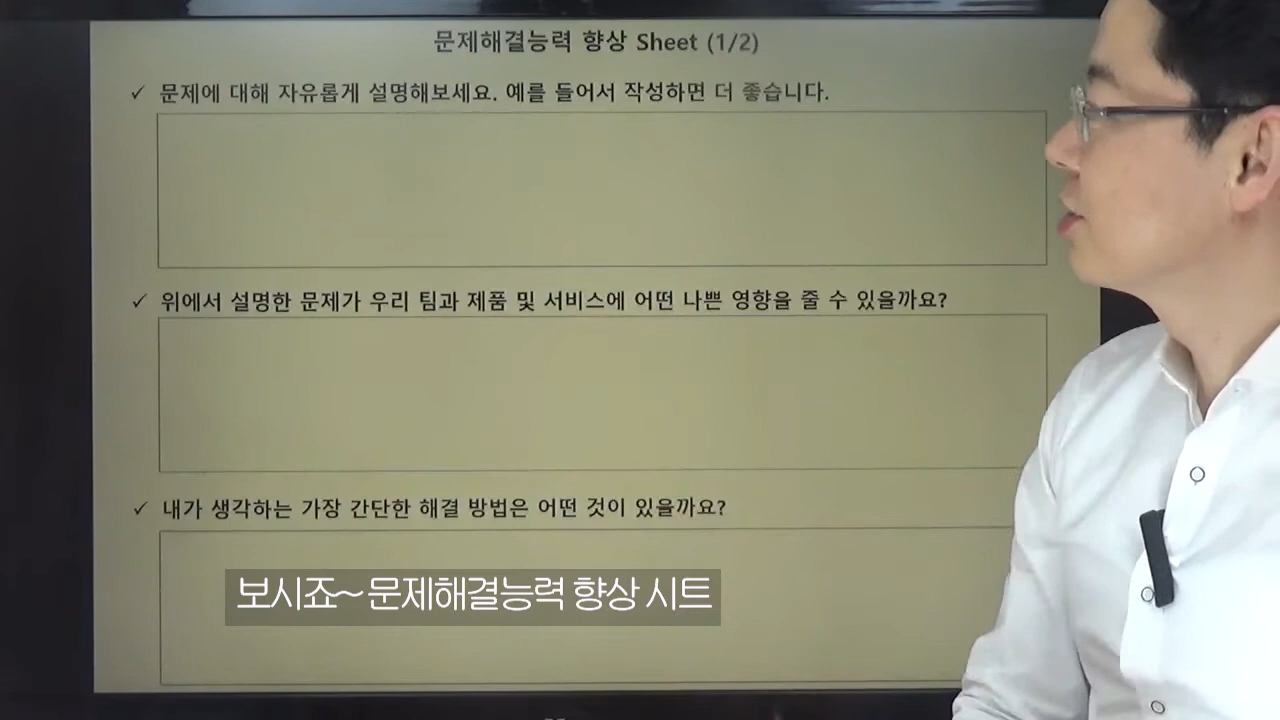 문제해결능력 향상 Sheet (1/2)
✓ 문제에 대해 자유롭게 설명해보세요. 예를 들어서 작성하면 더 좋습니다.
✓ 위에서 설명한 문제가 우리 팀과 제품 및 서비스에 어떤 나쁜 영향을 줄 수 있을까요?
✓ 내가 생각하는 가장 간단한 해결 방법은 어떤 것이 있을까요?
보시죠~ 문제해결능력 향상 시트